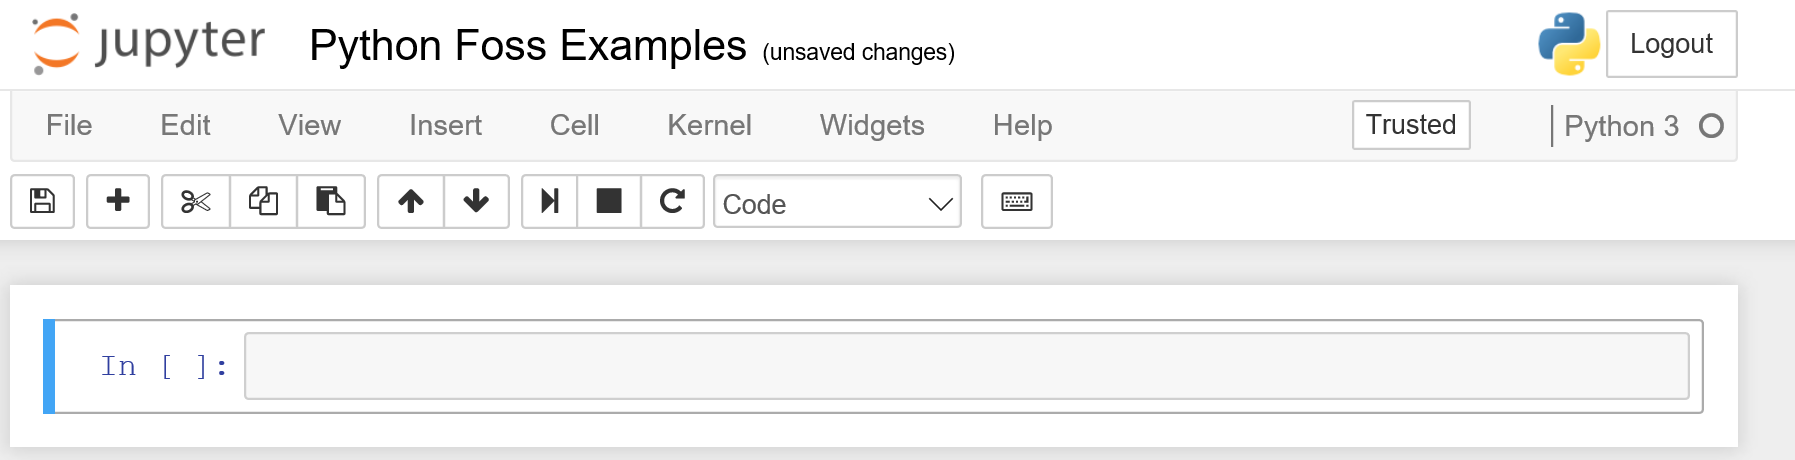 jupyter Python Foss Examples (unsaved changes) Logout
File Edit View Insert Cell Kernel Widgets Help Trusted Python 3
Code
In [ ]: